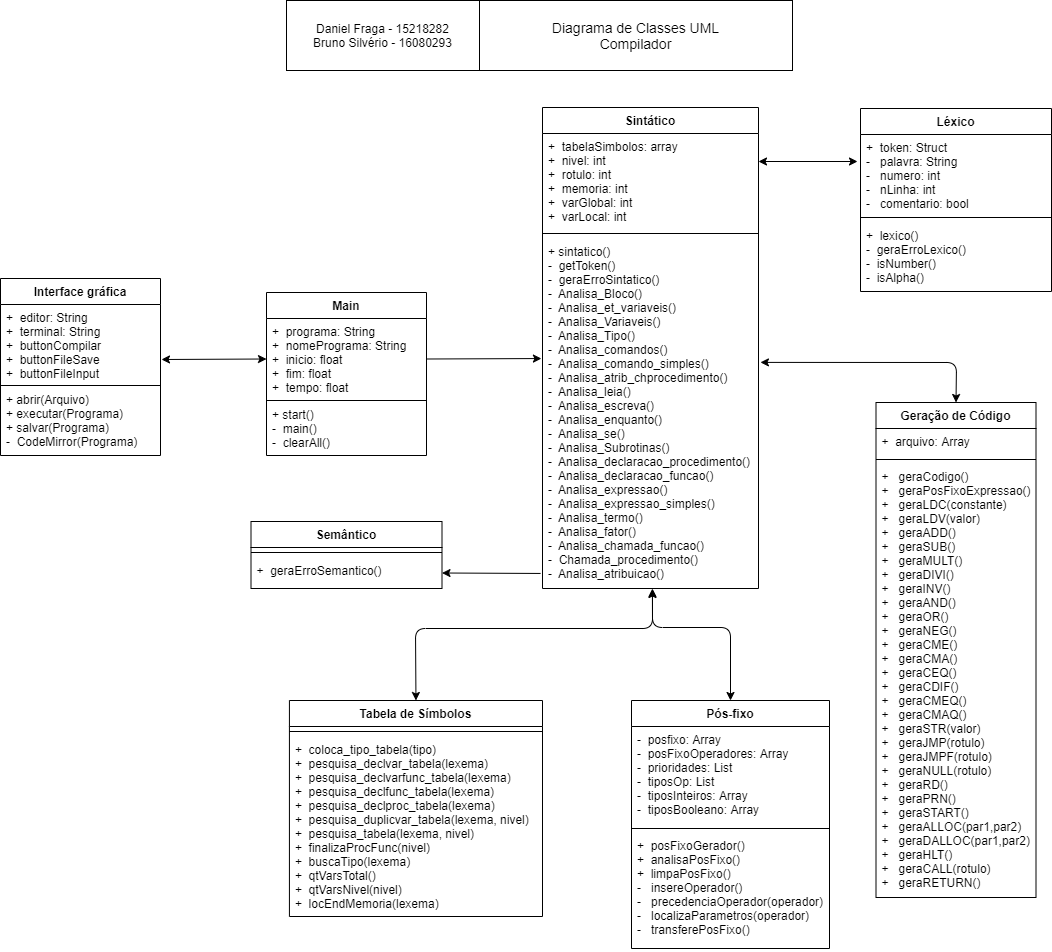 Daniel Fraga - 15218282
Bruno Silvério - 16080293
Diagrama de Classes UML
Compilador
Sintático
+ tabelaSimbolos: array
+ nivel: int
+ rotulo: int
+ memoria: int
+ varGlobal: int
+ varLocal: int
+ sintatico()
- getToken()
- geraErroSintatico()
- Analisa_Bloco()
- Analisa_et_variaveis()
- Analisa_Variaveis()
- Analisa_Tipo()
- Analisa_comandos()
- Analisa_comando_simples()
- Analisa_atrib_chprocedimento()
- Analisa_leia()
- Analisa_escreva()
- Analisa_enquanto()
- Analisa_se()
- Analisa_Subrotinas()
- Analisa_declaracao_procedimento()
- Analisa_declaracao_funcao()
- Analisa_expressao()
- Analisa_expressao_simples()
- Analisa_termo()
- Analisa_fator()
- Analisa_chamada_funcao()
- Chamada_procedimento()
- Analisa_atribuicao()
Léxico
+ token: Struct
- palavra: String
- numero: int
- nLinha: int
- comentario: bool
+ lexico()
- geraErroLexico()
- isNumber()
- isAlpha()
Interface gráfica
+ editor: String
+ terminal: String
+ buttonCompilar
+ buttonFileSave
+ buttonFileInput
+ abrir(Arquivo)
+ executar(Programa)
+ salvar(Programa)
- CodeMirror(Programa)
Main
+ programa: String
+ nomePrograma: String
+ inicio: float
+ fim: float
+ tempo: float
+ start()
- main()
- clearAll()
Geração de Código
+ arquivo: Array
+ geraCodigo()
+ geraPosFixoExpressao()
+ geraLDC(constante)
+ geraLDV(valor)
+ geraADD()
+ geraSUB()
+ geraMULT()
+ geraDIVI()
+ geraINV()
+ geraAND()
+ geraOR()
+ geraNEG()
+ geraCME()
+ geraCMA()
+ geraCEQ()
+ geraCDIF()
+ geraCMEQ()
+ geraCMAQ()
+ geraSTR(valor)
+ geraJMP(rotulo)
+ geraJMPF(rotulo)
+ geraNULL(rotulo)
+ geraRD()
+ geraPRN()
+ geraSTART()
+ geraALLOC(par1,par2)
+ geraDALLOC(par1,par2)
+ geraHLT()
+ geraCALL(rotulo)
+ geraRETURN()
Semântico
+ geraErroSemantico()
Tabela de Símbolos
+ coloca_tipo_tabela(tipo)
+ pesquisa_declvar_tabela(lexema)
+ pesquisa_declvarfunc_tabela(lexema)
+ pesquisa_declfunc_tabela(lexema)
+ pesquisa_declproc_tabela(lexema)
+ pesquisa_duplicvar_tabela(lexema, nivel)
+ pesquisa_tabela(lexema, nivel)
+ finalizaProcFunc(nivel)
+ buscaTipo(lexema)
+ qtVarsTotal()
+ qtVarsNivel(nivel)
+ locEndMemoria(lexema)
Pós-fixo
- posfixo: Array
- posFixoOperadores: Array
- prioridades: List
- tiposOp: List
- tiposInteiros: Array
- tiposBooleano: Array
+ posFixoGerador()
+ analisaPosFixo()
+ limpaPosFixo()
- insereOperador()
- precedenciaOperador(operador)
- localizaParametros(operador)
- transferePosFixo()